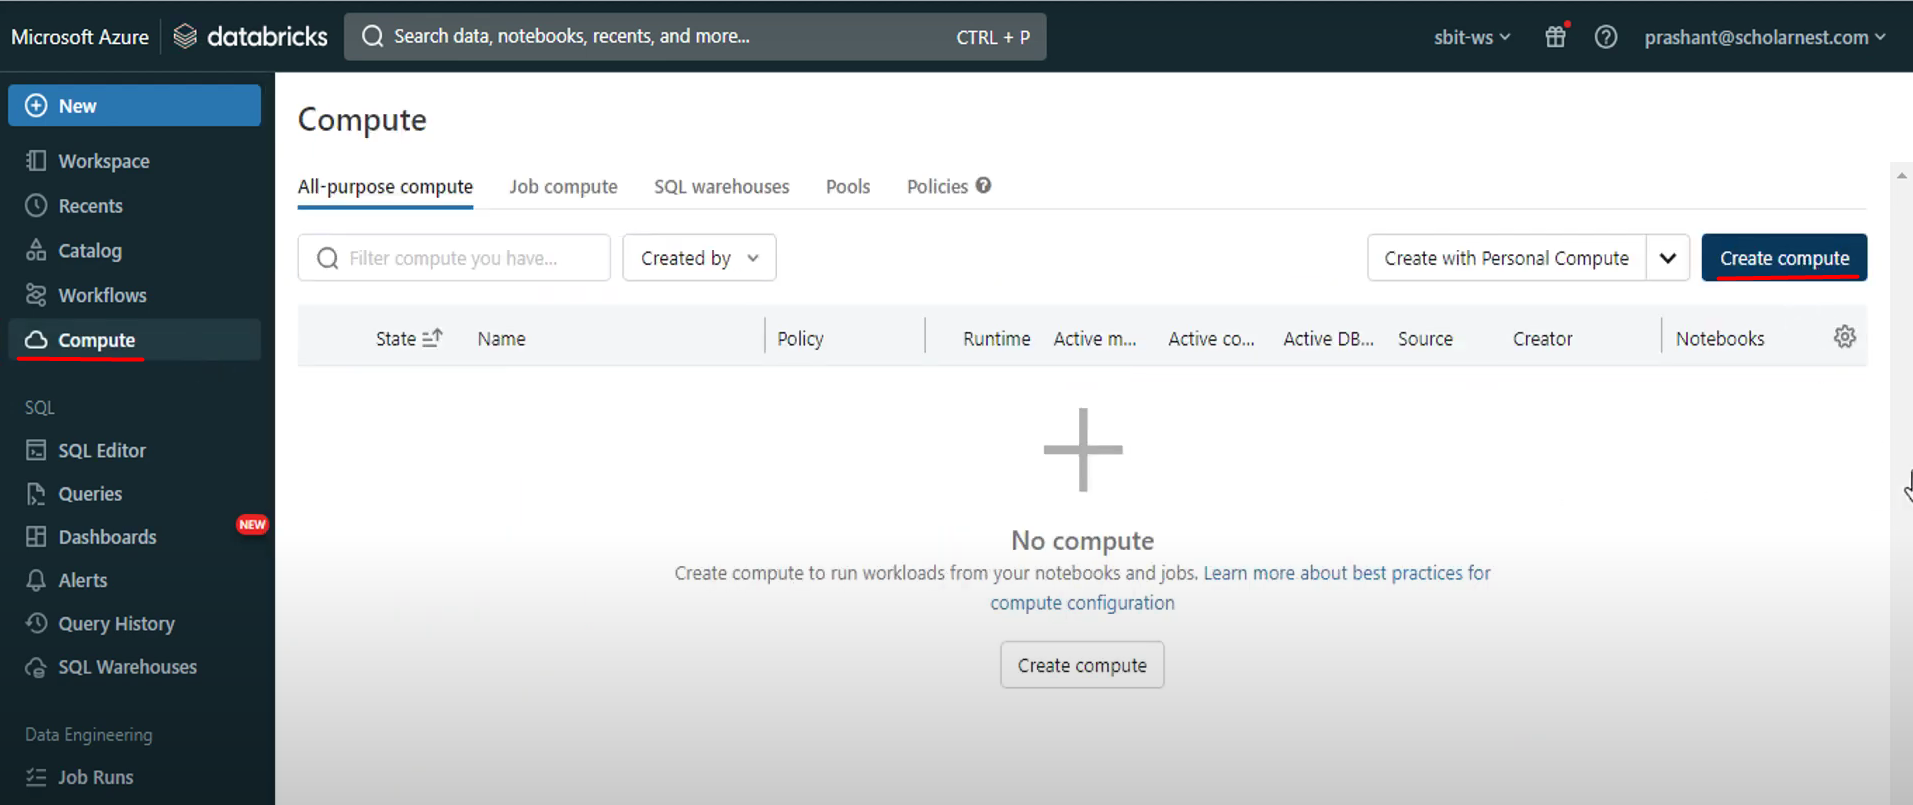 Microsoft Azure databricks Search data, notebooks, recents, and more... CTRL + P sbit-ws prashant@scholarnest.com
New
Workspace
Recents
Catalog
Workflows
Compute
SQL
SQL Editor
Queries
Dashboards NEW
Alerts
Query History
SQL Warehouses
Data Engineering
Job Runs
Compute
All-purpose compute Job compute SQL warehouses Pools Policies
Filter compute you have... Created by Create with Personal Compute Create compute
State Name Policy Runtime Active m... Active co... Active DB... Source Creator Notebooks
No compute
Create compute to run workloads from your notebooks and jobs. Learn more about best practices for
compute configuration
Create compute